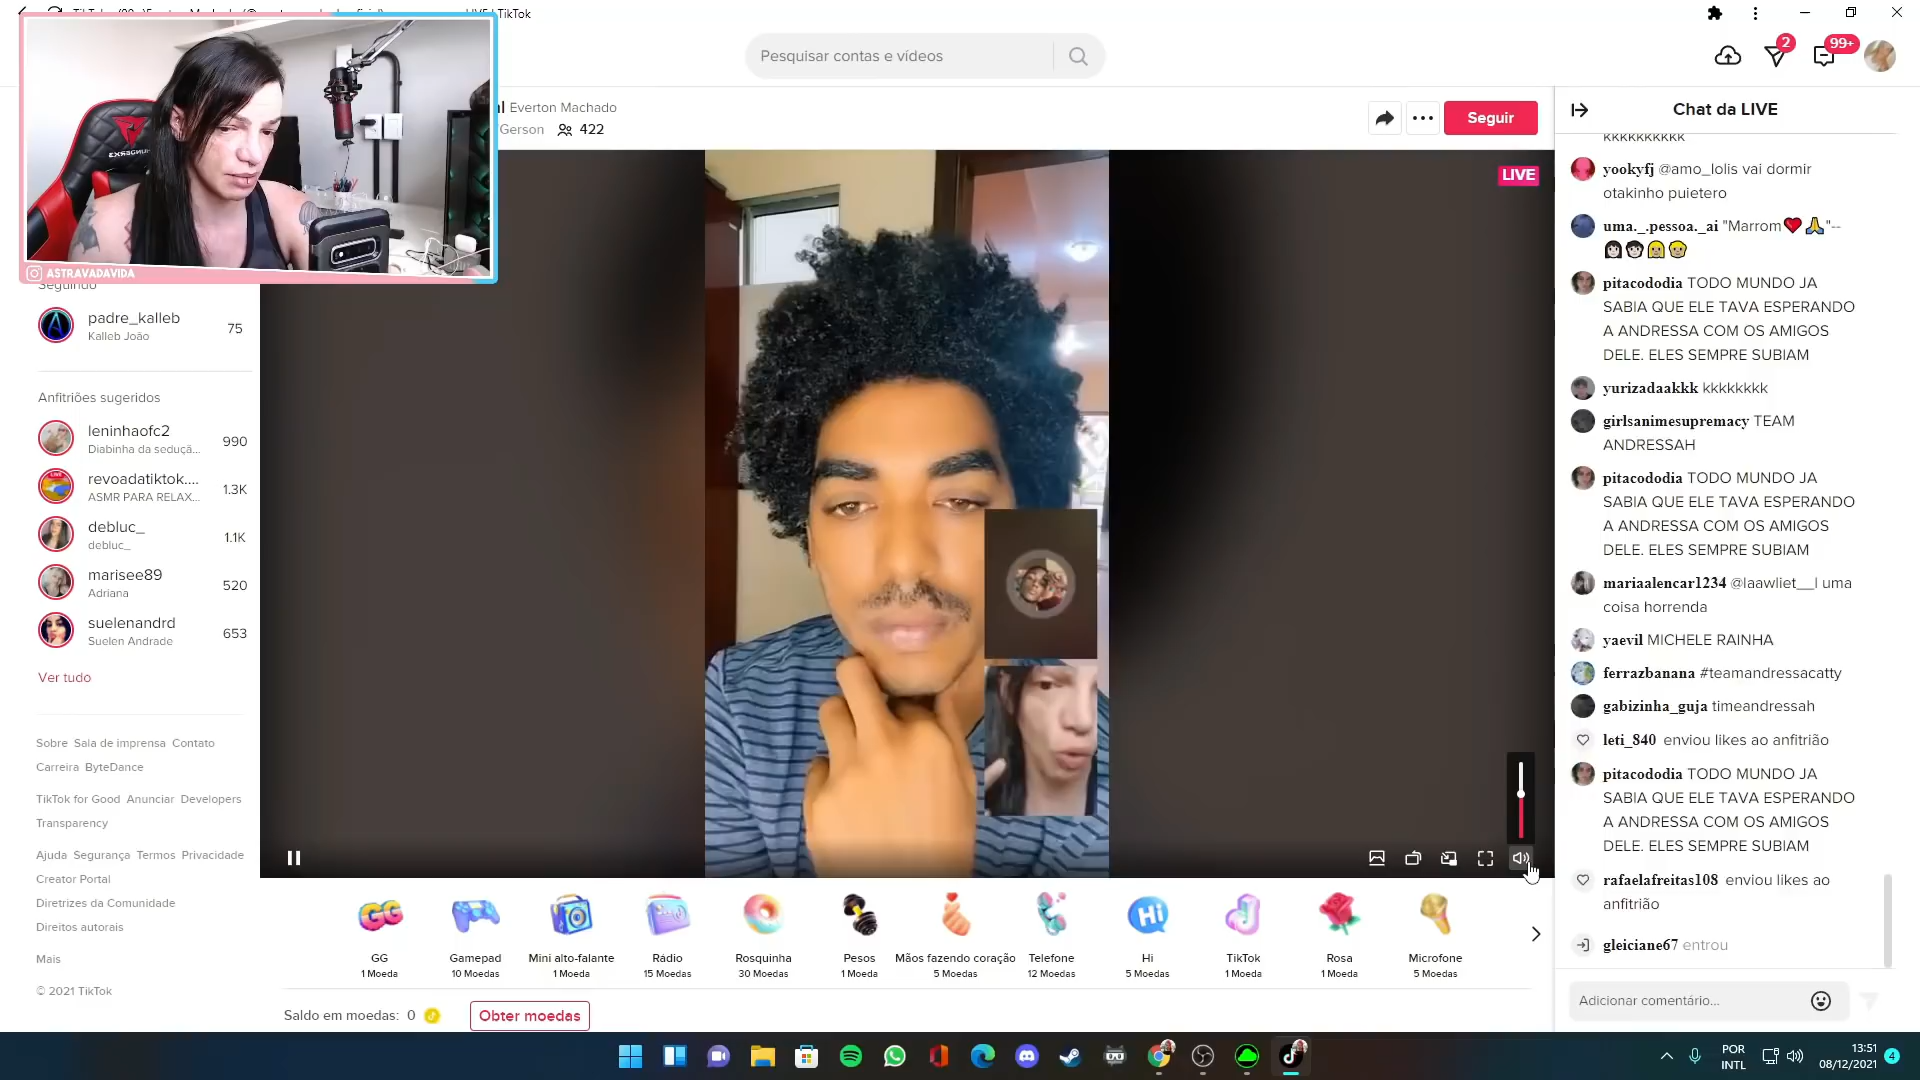 TikTok
ASTRAVADAVIDA
Pesquisar contas e vídeos
2
99+
Everton Machado
Gerson
422
Seguir
Chat da LIVE
LIVE
Seguindo
padre_kalleb
Kalleb João
75
Anfitriões sugeridos
leninhaofc2
Diabinha da seduçã...
990
revoadatiktok....
ASMR PARA RELAX...
1.3K
debluc_
debluc_
1.1K
marisee89
Adriana
520
suelenandrd
Suelen Andrade
653
Ver tudo
Sobre Sala de imprensa Contato
Carreira ByteDance
TikTok for Good Anunciar Developers
Transparency
Ajuda Segurança Termos Privacidade
Creator Portal
Diretrizes da Comunidade
Direitos autorais
Mais
© 2021 TikTok
GG
1 Moeda
Gamepad
10 Moedas
Mini alto-falante
1 Moeda
Rádio
15 Moedas
Rosquinha
30 Moedas
Pesos
1 Moeda
Mãos fazendo coração
5 Moedas
Telefone
12 Moedas
Hi
Hi
5 Moedas
TikTok
1 Moeda
Rosa
1 Moeda
Microfone
5 Moedas
Saldo em moedas: 0
Obter moedas
kkkkkkkkkk
yookyfj @amo_lolis vai dormir
otakinho puietero
uma._.pessoa._ai "Marrom❤️🙏"--
pitacododia TODO MUNDO JA
SABIA QUE ELE TAVA ESPERANDO
A ANDRESSA COM OS AMIGOS
DELE. ELES SEMPRE SUBIAM
yurizadaakkk kkkkkkkk
girlsanimesupremacy TEAM
ANDRESSAH
pitacododia TODO MUNDO JA
SABIA QUE ELE TAVA ESPERANDO
A ANDRESSA COM OS AMIGOS
DELE. ELES SEMPRE SUBIAM
mariaalencar1234 @laawliet__l uma
coisa horrenda
yaevil MICHELE RAINHA
ferrazbanana #teamandressacatty
gabizinha_guja timeandressah
leti_840 enviou likes ao anfitrião
pitacododia TODO MUNDO JA
SABIA QUE ELE TAVA ESPERANDO
A ANDRESSA COM OS AMIGOS
DELE. ELES SEMPRE SUBIAM
rafaelafreitas108 enviou likes ao
anfitrião
gleiciane67 entrou
Adicionar comentário...
POR
INTL
13:51
08/12/2021
4